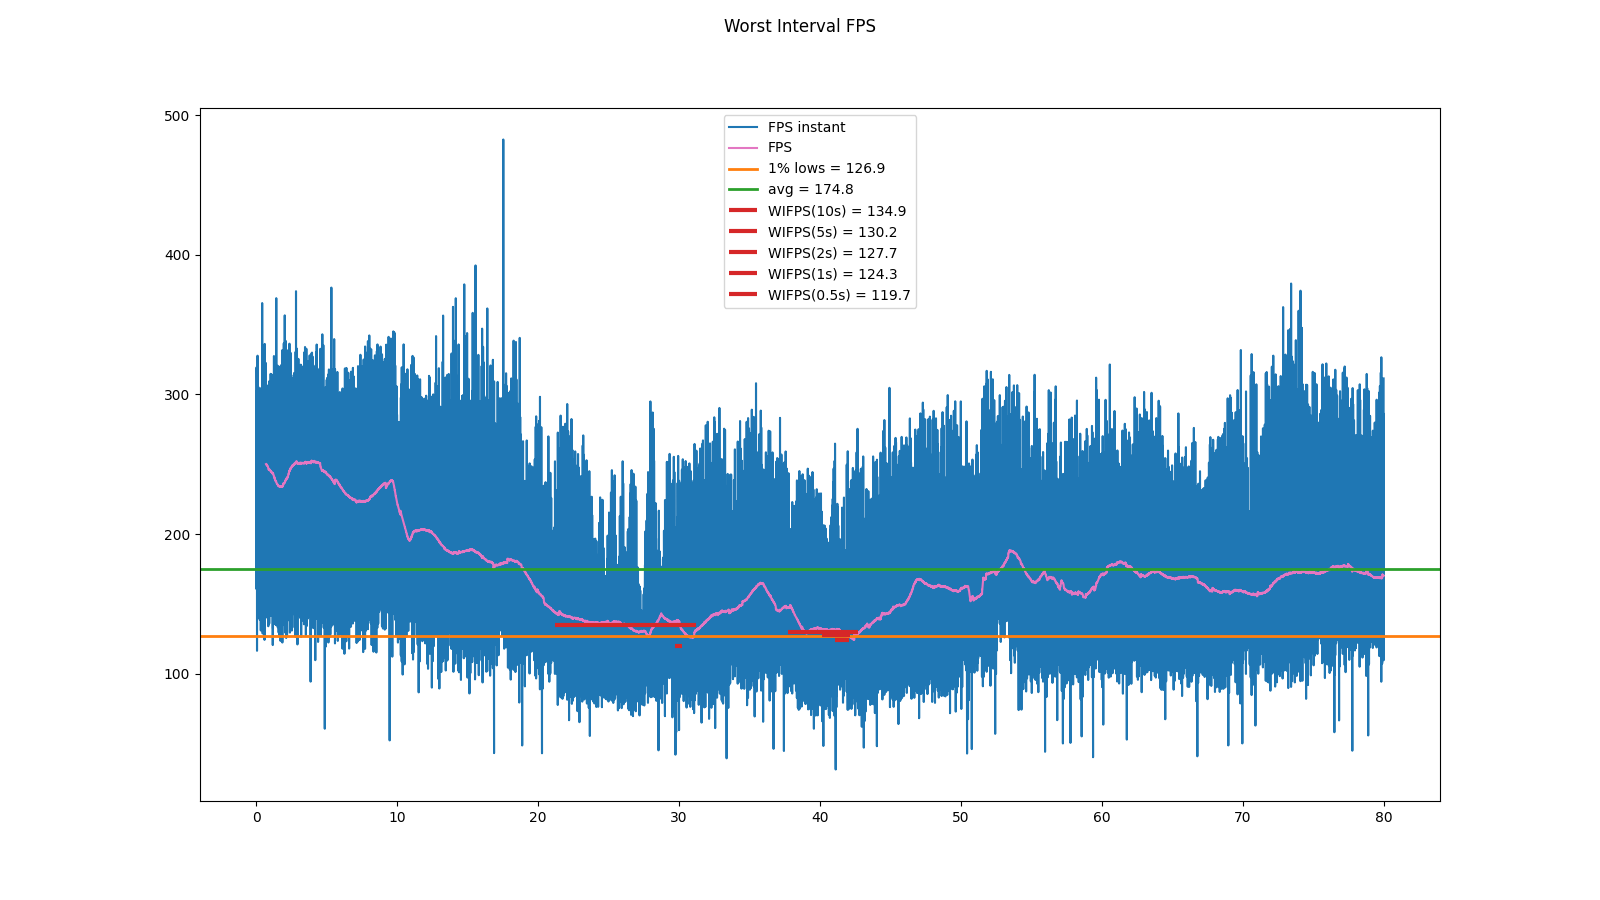 Worst Interval FPS
500
400
300
200
100
FPS instant
FPS
1% lows = 126.9
avg = 174.8
WIFPS(10s) = 134.9
WIFPS(5s) = 130.2
WIFPS(2s) = 127.7
WIFPS(1s) = 124.3
WIFPS(0.5s) = 119.7
0 10 20 30 40 50 60 70 80